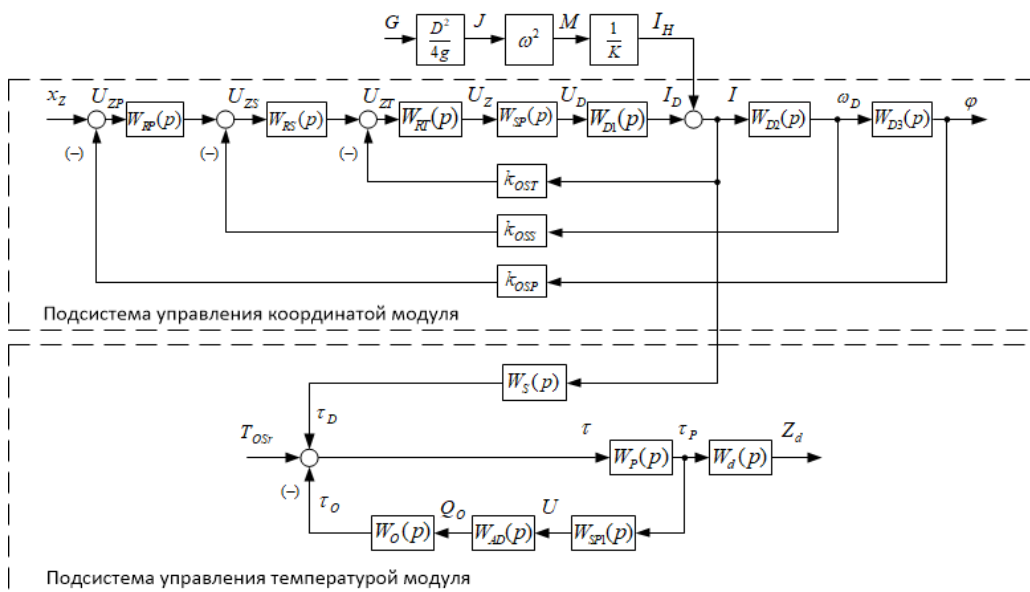 G D²/4g J ω² M 1/K I_H
x_Z U_ZP W_RP(p) U_ZS W_RS(p) U_ZT W_RT(p) U_Z W_SP(p) U_D W_D1(p) I_D I W_D2(p) ω_D W_D3(p) φ
(−) (−) (−)
k_OST
k_OSS
k_OSP
Подсистема управления координатой модуля
W_S(p)
τ_D
T_OSr τ W_P(p) τ_P W_d(p) Z_d
(−)
τ_O W_O(p) Q_O W_AD(p) U W_SP1(p)
Подсистема управления температурой модуля